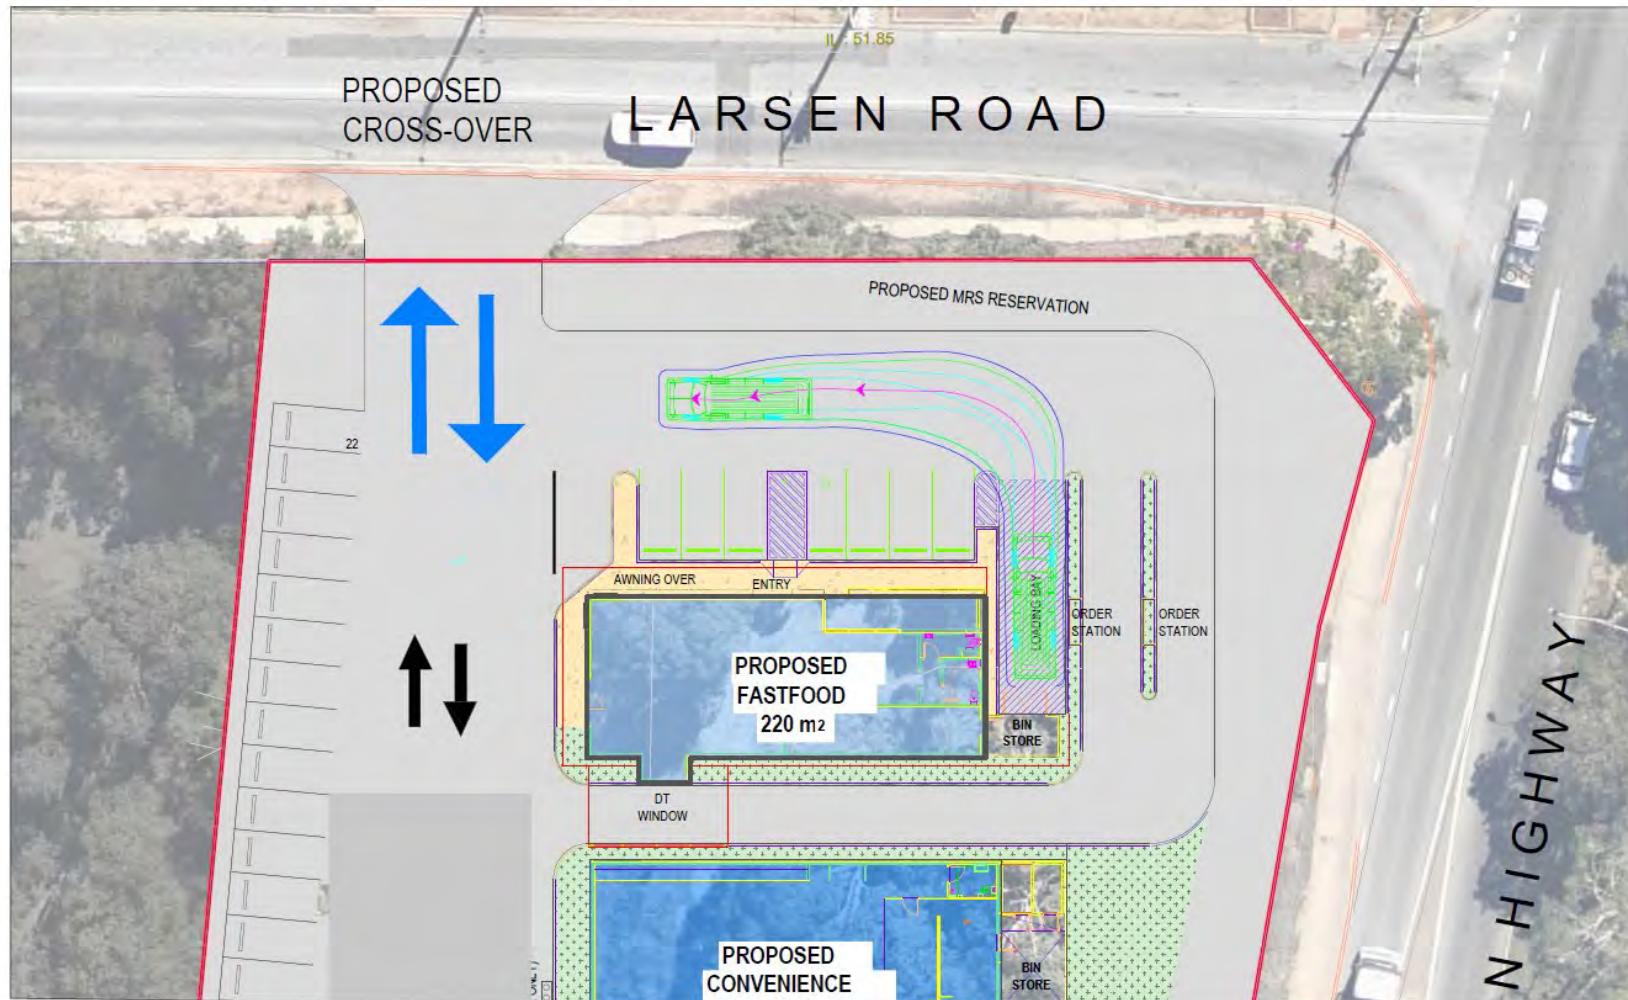 IL : 51.85
PROPOSED
CROSS-OVER
LARSEN ROAD
PROPOSED MRS RESERVATION
22
AWNING OVER
ENTRY
LOADING BAY
ORDER
STATION
ORDER
STATION
PROPOSED
FASTFOOD
220 m2
BIN
STORE
DT
WINDOW
N HIGHWAY
PROPOSED
CONVENIENCE
BIN
STORE